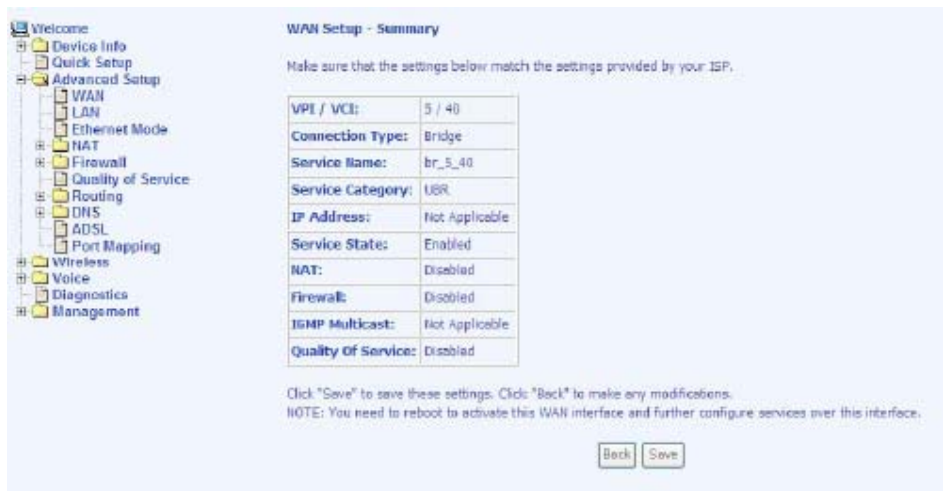 Welcome
Device Info
Quick Setup
Advanced Setup
WAN
LAN
Ethernet Mode
NAT
Firewall
Quality of Service
Routing
DNS
ADSL
Port Mapping
Wireless
Voice
Diagnostics
Management
WAN Setup - Summary
Make sure that the settings below match the settings provided by your ISP.
VPI / VCI: 5 / 40
Connection Type: Bridge
Service Name: br_5_40
Service Category: UBR
IP Address: Not Applicable
Service State: Enabled
NAT: Disabled
Firewall: Disabled
IGMP Multicast: Not Applicable
Quality Of Service: Disabled
Click "Save" to save these settings. Click "Back" to make any modifications.
NOTE: You need to reboot to activate this WAN interface and further configure services over this interface.
Back Save